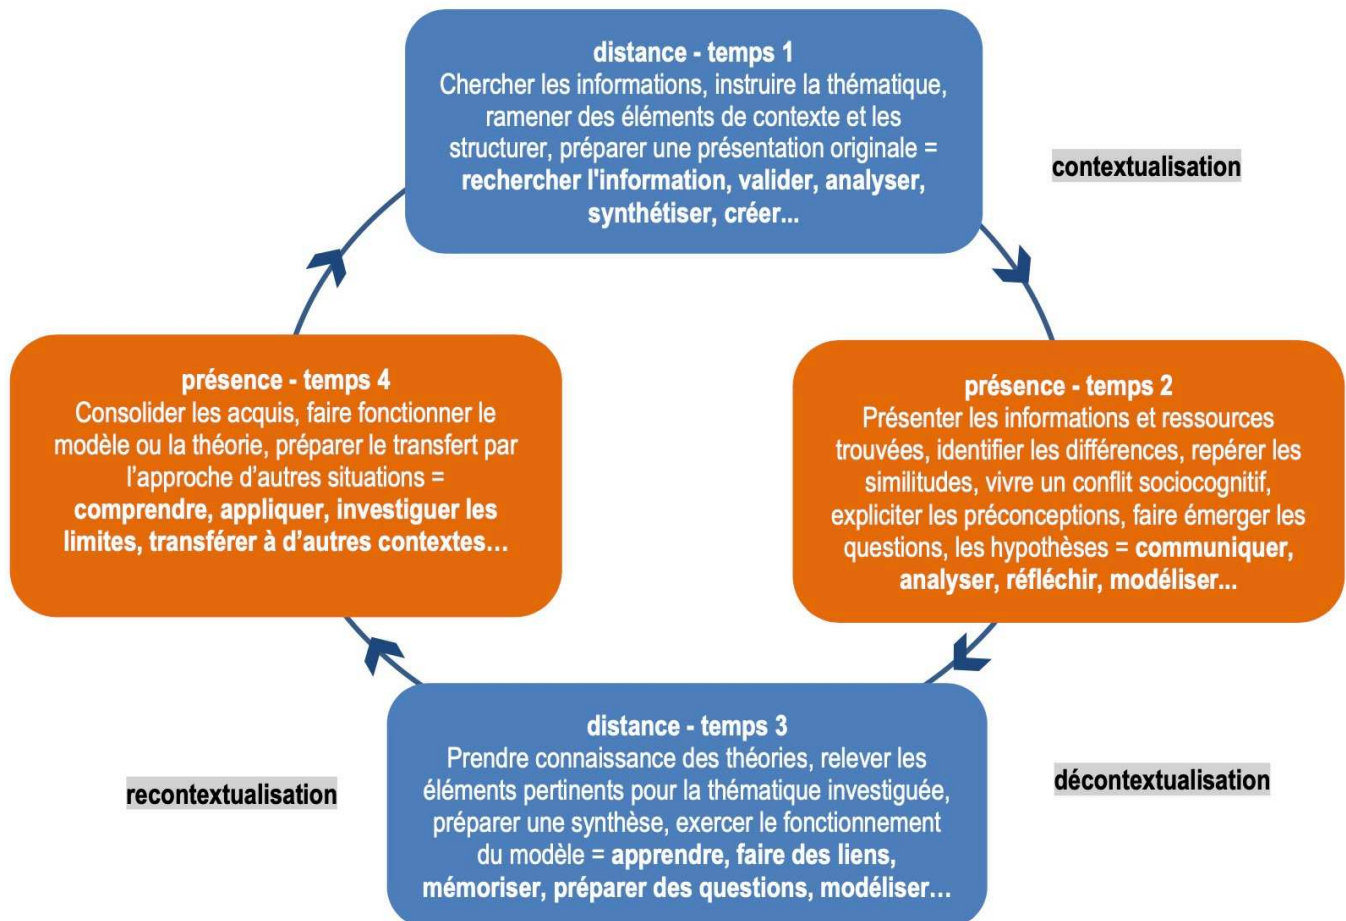 distance - temps 1
Chercher les informations, instruire la thématique,
ramener des éléments de contexte et les
structurer, préparer une présentation originale =
rechercher l'information, valider, analyser,
synthétiser, créer...
contextualisation
présence - temps 4
Consolider les acquis, faire fonctionner le
modèle ou la théorie, préparer le transfert par
l’approche d’autres situations =
comprendre, appliquer, investiguer les
limites, transférer à d’autres contextes…
présence - temps 2
Présenter les informations et ressources
trouvées, identifier les différences, repérer les
similitudes, vivre un conflit sociocognitif,
expliciter les préconceptions, faire émerger les
questions, les hypothèses = communiquer,
analyser, réfléchir, modéliser...
distance - temps 3
Prendre connaissance des théories, relever les
éléments pertinents pour la thématique investiguée,
préparer une synthèse, exercer le fonctionnement
du modèle = apprendre, faire des liens,
mémoriser, préparer des questions, modéliser…
recontextualisation
décontextualisation